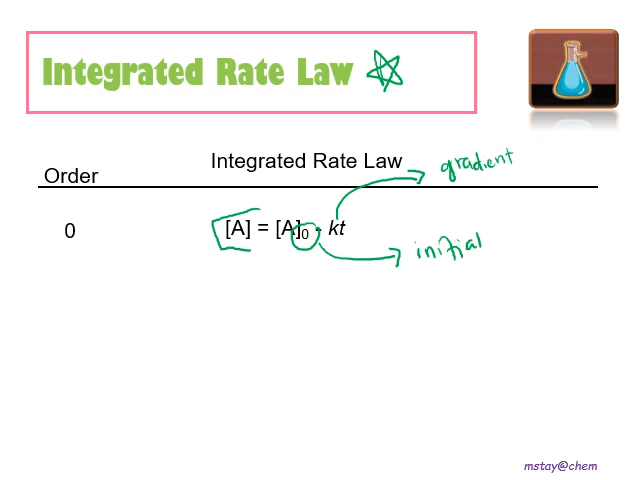 Integrated Rate Law
Integrated Rate Law
gradient
Order
0
[A] = [A]₀ - kt
initial
mstay@chem